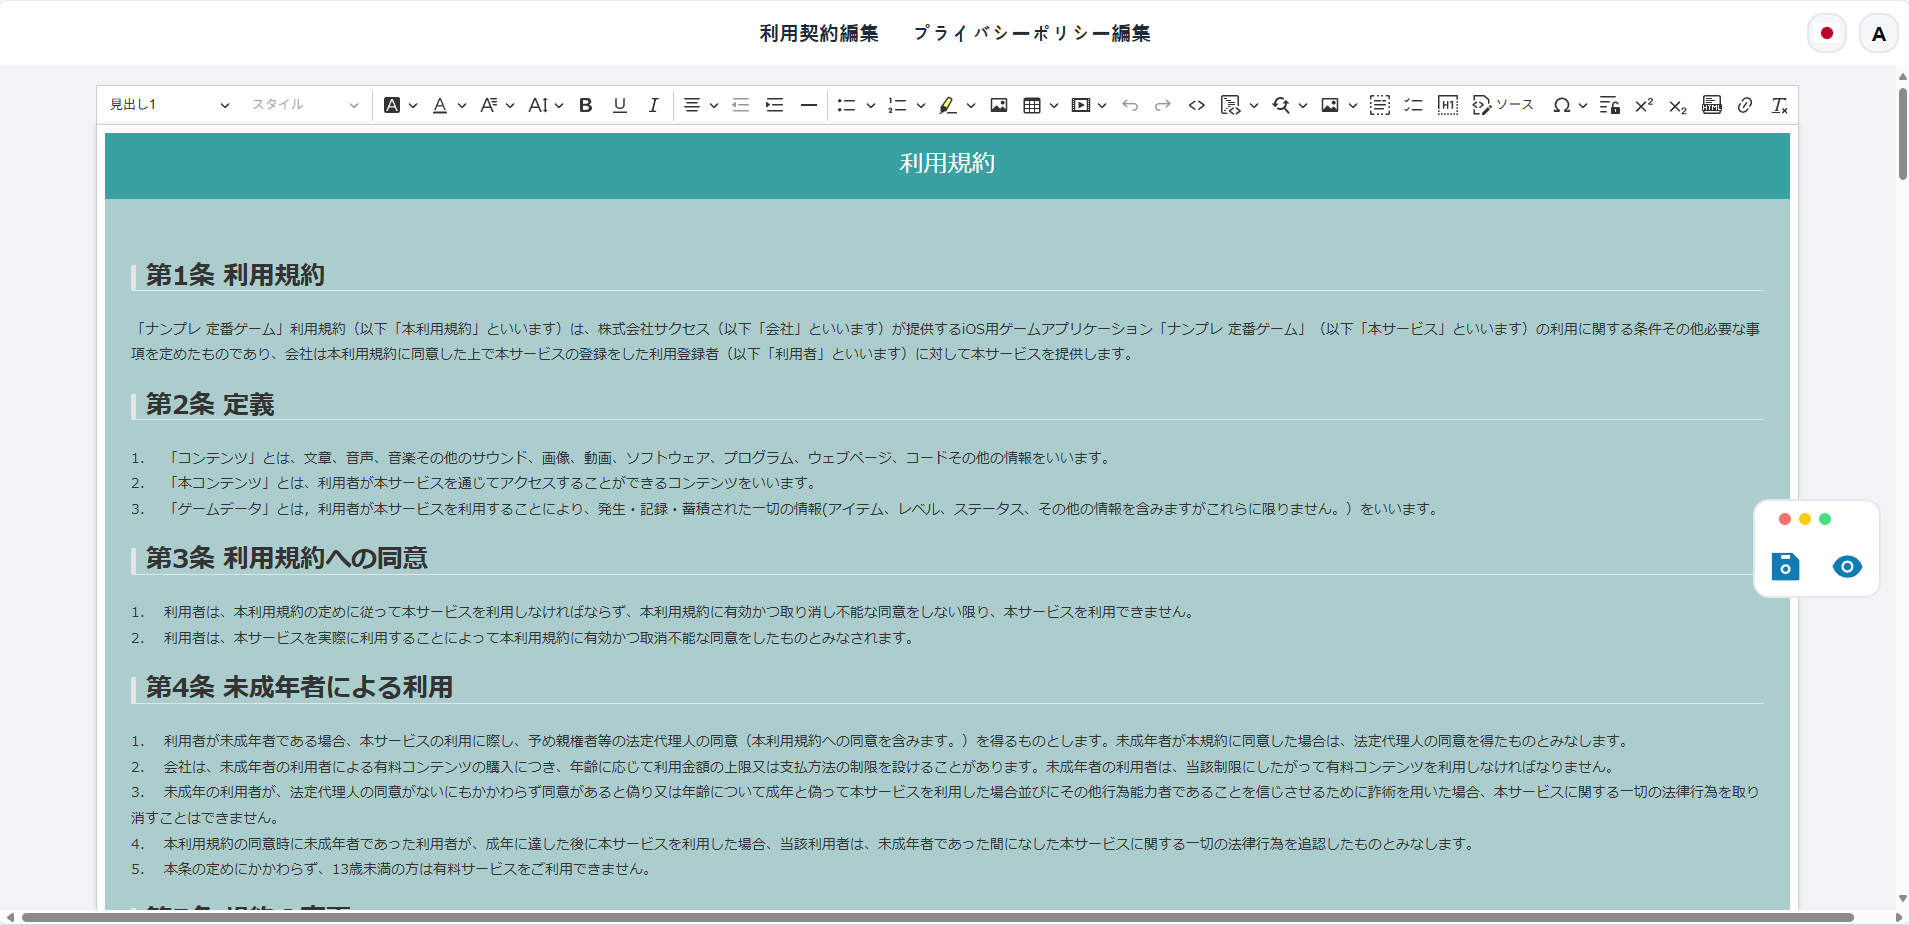 利用契約編集 プライバシーポリシー編集
A
見出し1 スタイル ソース
利用規約
第1条 利用規約
「ナンプレ 定番ゲーム」利用規約（以下「本利用規約」といいます）は、株式会社サクセス（以下「会社」といいます）が提供するiOS用ゲームアプリケーション「ナンプレ 定番ゲーム」（以下「本サービス」といいます）の利用に関する条件その他必要な事
項を定めたものであり、会社は本利用規約に同意した上で本サービスの登録をした利用登録者（以下「利用者」といいます）に対して本サービスを提供します。
第2条 定義
1. 「コンテンツ」とは、文章、音声、音楽その他のサウンド、画像、動画、ソフトウェア、プログラム、ウェブページ、コードその他の情報をいいます。
2. 「本コンテンツ」とは、利用者が本サービスを通じてアクセスすることができるコンテンツをいいます。
3. 「ゲームデータ」とは，利用者が本サービスを利用することにより、発生・記録・蓄積された一切の情報(アイテム、レベル、ステータス、その他の情報を含みますがこれらに限りません。）をいいます。
第3条 利用規約への同意
1. 利用者は、本利用規約の定めに従って本サービスを利用しなければならず、本利用規約に有効かつ取り消し不能な同意をしない限り、本サービスを利用できません。
2. 利用者は、本サービスを実際に利用することによって本利用規約に有効かつ取消不能な同意をしたものとみなされます。
第4条 未成年者による利用
1. 利用者が未成年者である場合、本サービスの利用に際し、予め親権者等の法定代理人の同意（本利用規約への同意を含みます。）を得るものとします。未成年者が本規約に同意した場合は、法定代理人の同意を得たものとみなします。
2. 会社は、未成年者の利用者による有料コンテンツの購入につき、年齢に応じて利用金額の上限又は支払方法の制限を設けることがあります。未成年者の利用者は、当該制限にしたがって有料コンテンツを利用しなければなりません。
3. 未成年の利用者が、法定代理人の同意がないにもかかわらず同意があると偽り又は年齢について成年と偽って本サービスを利用した場合並びにその他行為能力者であることを信じさせるために詐術を用いた場合、本サービスに関する一切の法律行為を取り
消すことはできません。
4. 本利用規約の同意時に未成年者であった利用者が、成年に達した後に本サービスを利用した場合、当該利用者は、未成年者であった間になした本サービスに関する一切の法律行為を追認したものとみなします。
5. 本条の定めにかかわらず、13歳未満の方は有料サービスをご利用できません。